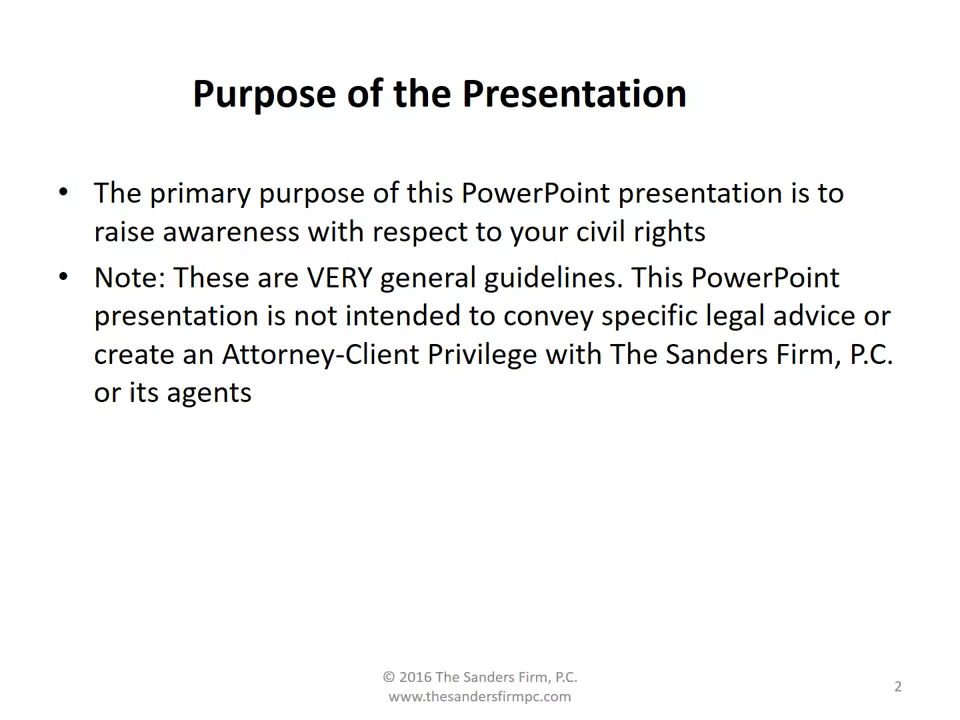 Purpose of the Presentation
• The primary purpose of this PowerPoint presentation is to
raise awareness with respect to your civil rights
• Note: These are VERY general guidelines. This PowerPoint
presentation is not intended to convey specific legal advice or
create an Attorney-Client Privilege with The Sanders Firm, P.C.
or its agents
© 2016 The Sanders Firm, P.C.
www.thesandersfirmpc.com
2